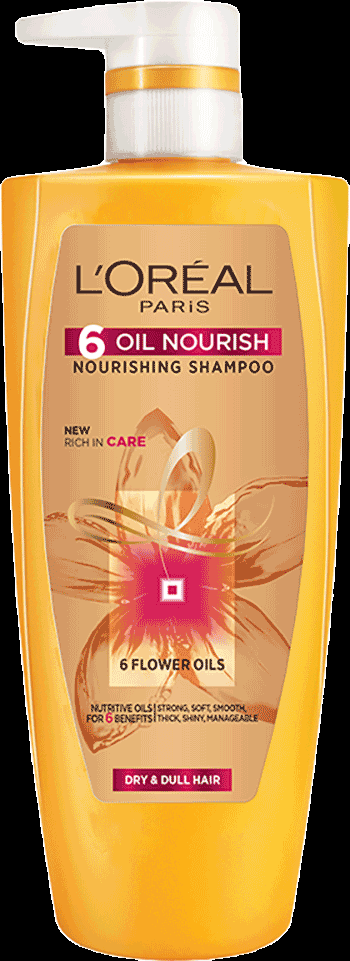 L'ORÉAL
PARIS
6 OIL NOURISH
NOURISHING SHAMPOO
NEW
RICH IN CARE
6 FLOWER OILS
NUTRITIVE OILS | STRONG, SOFT, SMOOTH,
FOR 6 BENEFITS | THICK, SHINY, MANAGEABLE
DRY & DULL HAIR